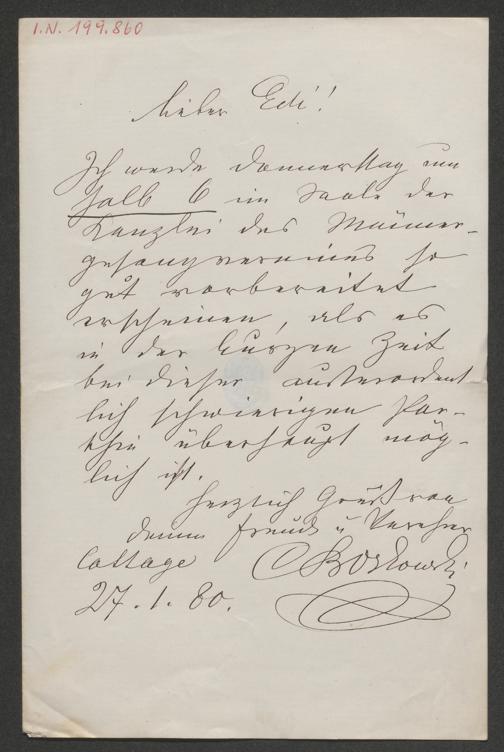 I.N. 199.860
Lieber Edi!
Ich werde Donnerstag um
halb 6 im Saale der
Kanzlei des Männer-
gesangvereines so
gut vorbereitet
erscheinen, als es
in der kurzen Zeit
bei dieser ausserordent
lich schwierigen Par-
thie überhaupt mög-
lich ist.
Herzlich Grüßt von
deinem Freund u Verehrer
Cottage CBoskowski
27.1.80.